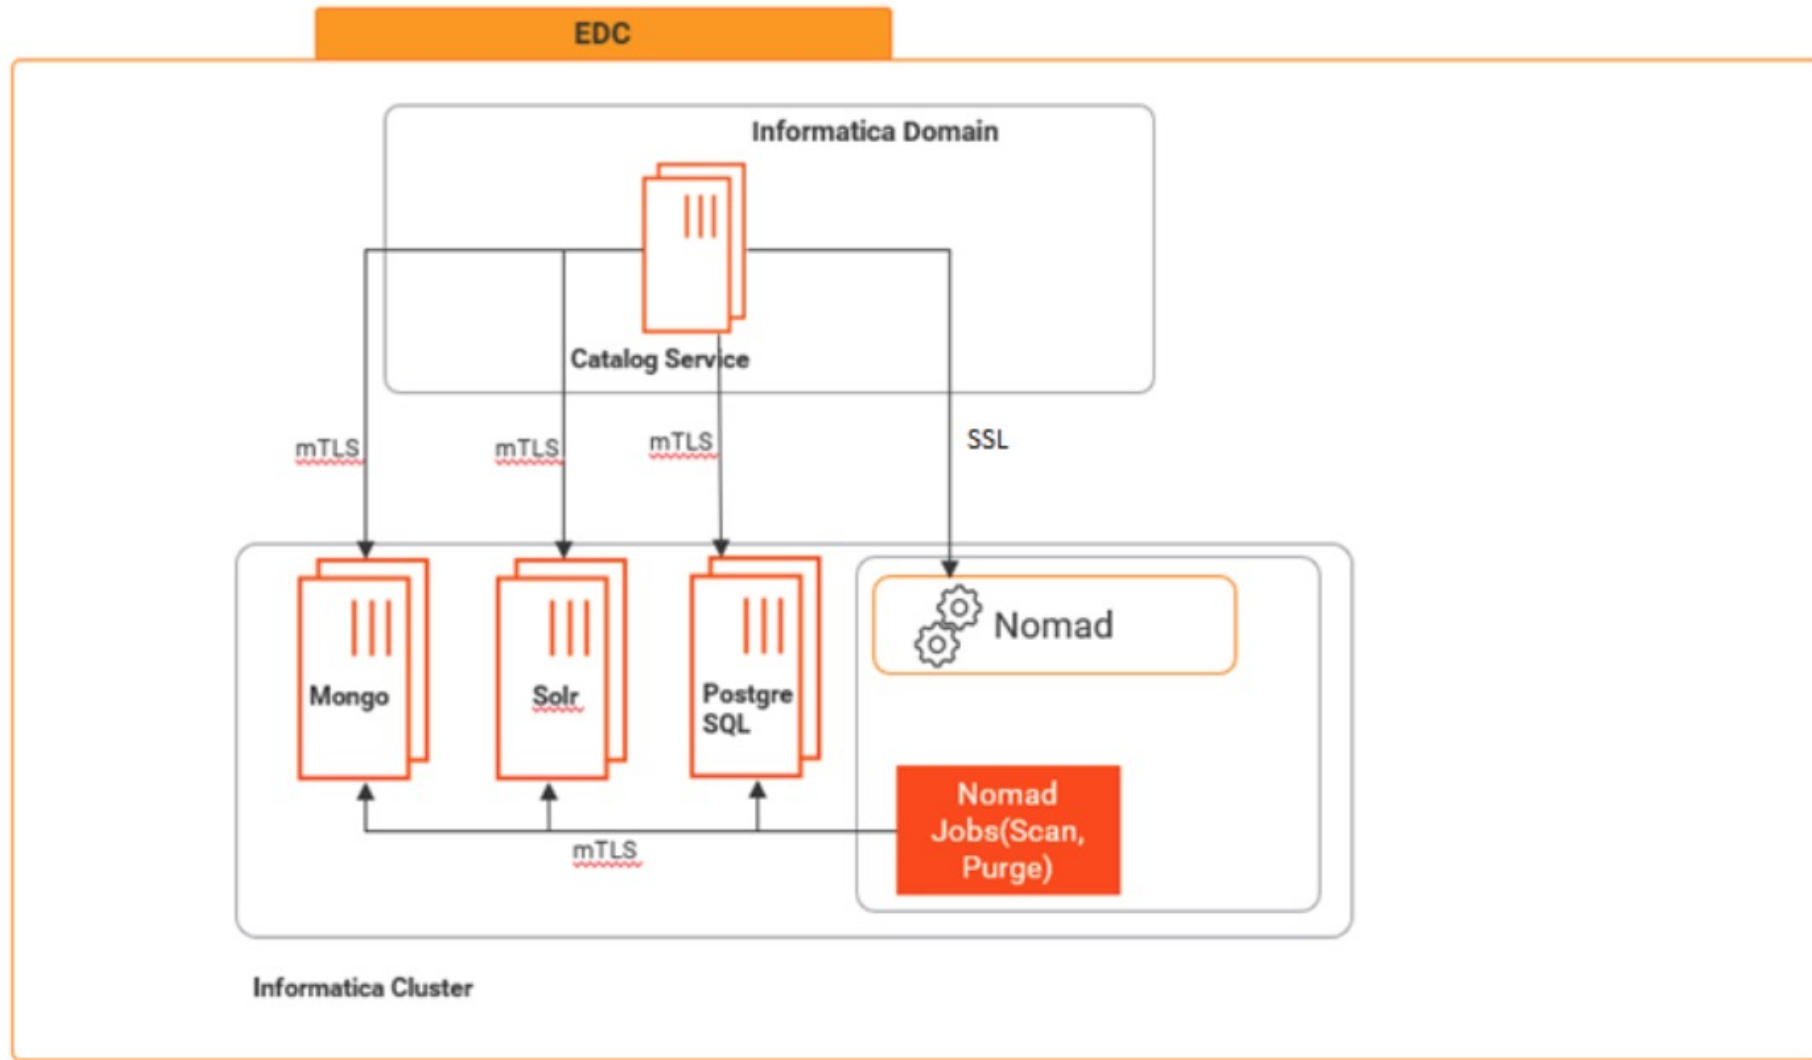 EDC
Informatica Domain
Catalog Service
mTLS
mTLS
mTLS
SSL
Mongo
Solr
Postgre
SQL
Nomad
Nomad
Jobs(Scan,
Purge)
mTLS
Informatica Cluster